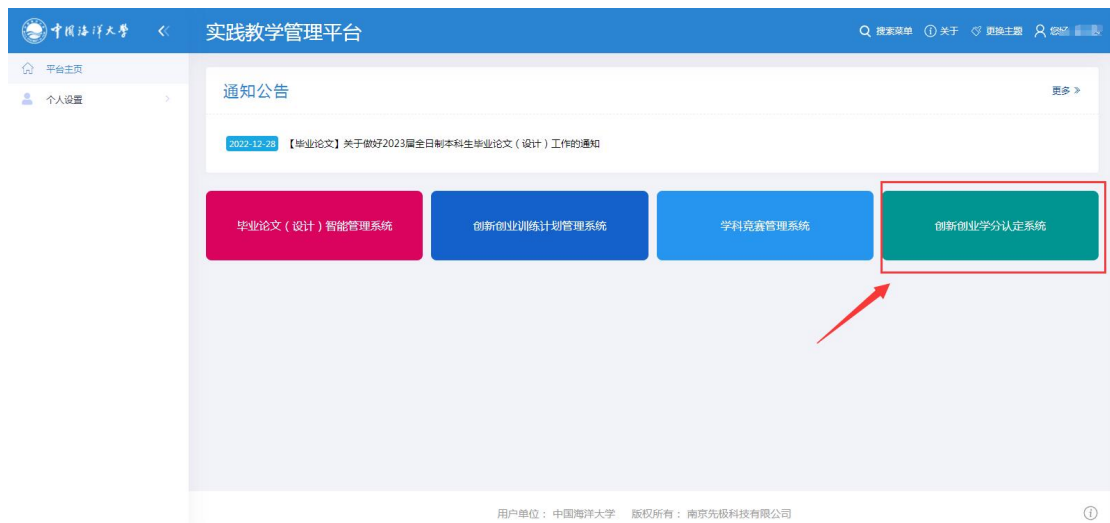 中国海洋大学
实践教学管理平台
搜索菜单 关于 更换主题 您好
平台主页
个人设置
通知公告
更多
2022-12-28 【毕业论文】关于做好2023届全日制本科生毕业论文（设计）工作的通知
毕业论文（设计）智能管理系统 创新创业训练计划管理系统 学科竞赛管理系统 创新创业学分认定系统
用户单位： 中国海洋大学 版权所有： 南京先极科技有限公司